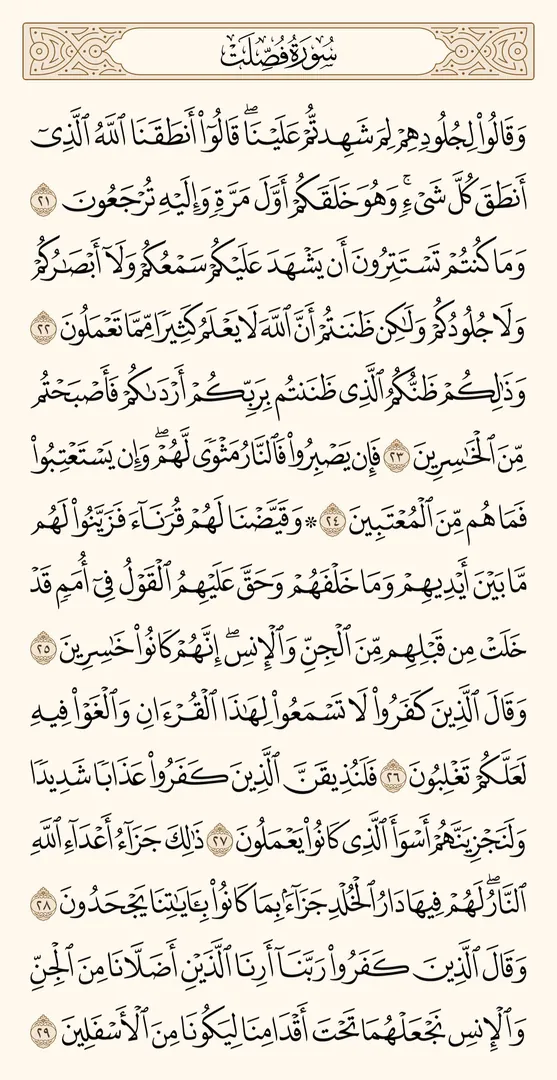 سُورَةُ فُصِّلَتْ
وَقَالُوا۟ لِجُلُودِهِمْ لِمَ شَهِدتُّمْ عَلَيْنَا ۖ قَالُوٓا۟ أَنطَقَنَا ٱللَّهُ ٱلَّذِىٓ
أَنطَقَ كُلَّ شَىْءٍۢ ۚ وَهُوَ خَلَقَكُمْ أَوَّلَ مَرَّةٍۢ وَإِلَيْهِ تُرْجَعُونَ ٢١
وَمَا كُنتُمْ تَسْتَتِرُونَ أَن يَشْهَدَ عَلَيْكُمْ سَمْعُكُمْ وَلَآ أَبْصَـٰرُكُمْ
وَلَا جُلُودُكُمْ وَلَـٰكِن ظَنَنتُمْ أَنَّ ٱللَّهَ لَا يَعْلَمُ كَثِيرًۭا مِّمَّا تَعْمَلُونَ ٢٢
وَذَٰلِكُمْ ظَنُّكُمُ ٱلَّذِى ظَنَنتُم بِرَبِّكُمْ أَرْدَىٰكُمْ فَأَصْبَحْتُم
مِّنَ ٱلْخَـٰسِرِينَ ٢٣ فَإِن يَصْبِرُوا۟ فَٱلنَّارُ مَثْوًۭى لَّهُمْ ۖ وَإِن يَسْتَعْتِبُوا۟
فَمَا هُم مِّنَ ٱلْمُعْتَبِينَ ٢٤ ۞ وَقَيَّضْنَا لَهُمْ قُرَنَآءَ فَزَيَّنُوا۟ لَهُم
مَّا بَيْنَ أَيْدِيهِمْ وَمَا خَلْفَهُمْ وَحَقَّ عَلَيْهِمُ ٱلْقَوْلُ فِىٓ أُمَمٍۢ قَدْ
خَلَتْ مِن قَبْلِهِم مِّنَ ٱلْجِنِّ وَٱلْإِنسِ ۖ إِنَّهُمْ كَانُوا۟ خَـٰسِرِينَ ٢٥
وَقَالَ ٱلَّذِينَ كَفَرُوا۟ لَا تَسْمَعُوا۟ لِهَـٰذَا ٱلْقُرْءَانِ وَٱلْغَوْا۟ فِيهِ
لَعَلَّكُمْ تَغْلِبُونَ ٢٦ فَلَنُذِيقَنَّ ٱلَّذِينَ كَفَرُوا۟ عَذَابًۭا شَدِيدًۭا
وَلَنَجْزِيَنَّهُمْ أَسْوَأَ ٱلَّذِى كَانُوا۟ يَعْمَلُونَ ٢٧ ذَٰلِكَ جَزَآءُ أَعْدَآءِ ٱللَّهِ
ٱلنَّارُ ۖ لَهُمْ فِيهَا دَارُ ٱلْخُلْدِ جَزَآءًۢ بِمَا كَانُوا۟ بِـَٔايَـٰتِنَا يَجْحَدُونَ ٢٨
وَقَالَ ٱلَّذِينَ كَفَرُوا۟ رَبَّنَآ أَرِنَا ٱلَّذَيْنِ أَضَلَّانَا مِنَ ٱلْجِنِّ
وَٱلْإِنسِ نَجْعَلْهُمَا تَحْتَ أَقْدَامِنَا لِيَكُونَا مِنَ ٱلْأَسْفَلِينَ ٢٩